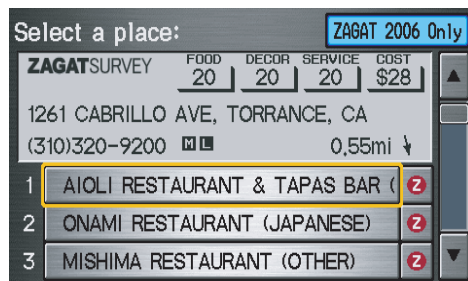 Select a place:
ZAGAT 2006 Only
ZAGATSURVEY
FOOD DECOR SERVICE COST
20 20 20 $28
1261 CABRILLO AVE, TORRANCE, CA
(310)320-9200 M L 0.55mi
1 AIOLI RESTAURANT & TAPAS BAR ( Z
2 ONAMI RESTAURANT (JAPANESE) Z
3 MISHIMA RESTAURANT (OTHER) Z